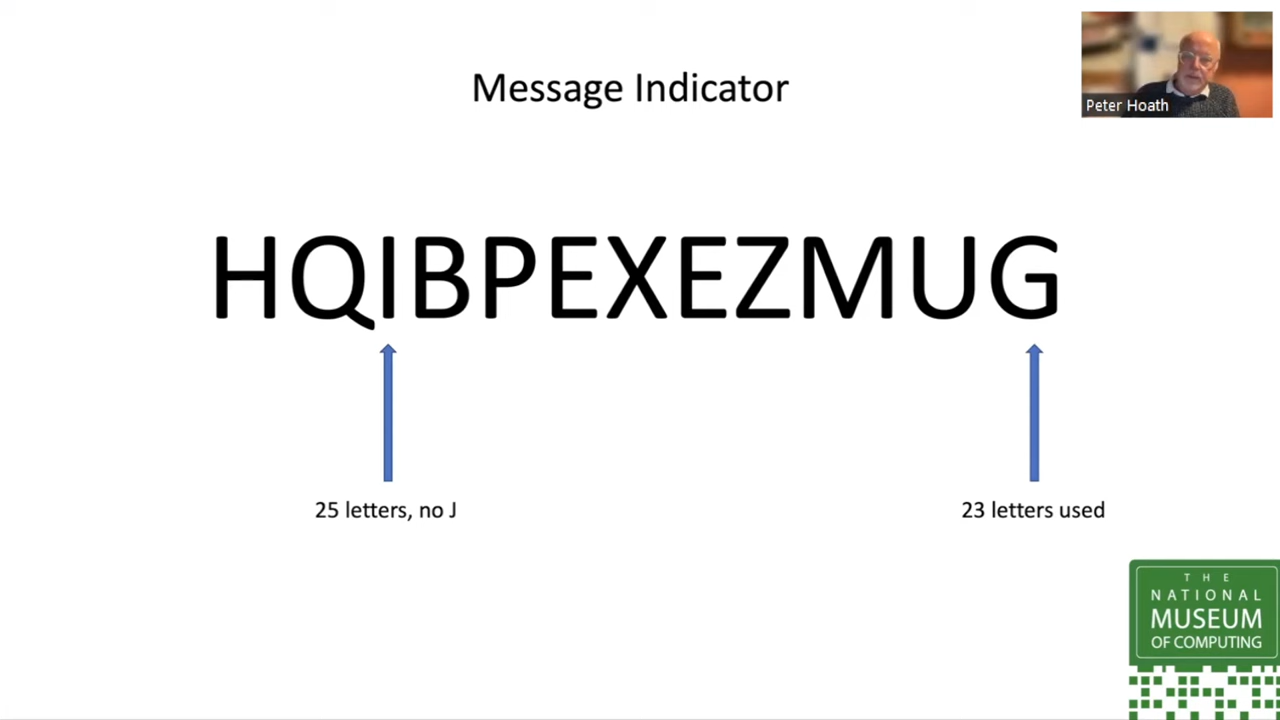 Message Indicator
Peter Hoath
HQIBPEXEZMUG
25 letters, no J
23 letters used
THE
NATIONAL
MUSEUM
OF COMPUTING